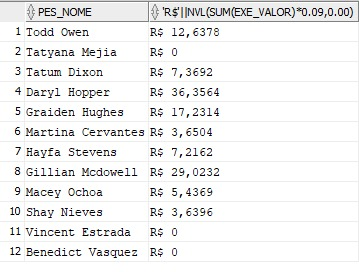 PES_NOME 'R$'||NVL(SUM(EXE_VALOR)*0.09,0.00)
1 Todd Owen R$ 12,6378
2 Tatyana Mejia R$ 0
3 Tatum Dixon R$ 7,3692
4 Daryl Hopper R$ 36,3564
5 Graiden Hughes R$ 17,2314
6 Martina Cervantes R$ 3,6504
7 Hayfa Stevens R$ 7,2162
8 Gillian Mcdowell R$ 29,0232
9 Macey Ochoa R$ 5,4369
10 Shay Nieves R$ 3,6396
11 Vincent Estrada R$ 0
12 Benedict Vasquez R$ 0